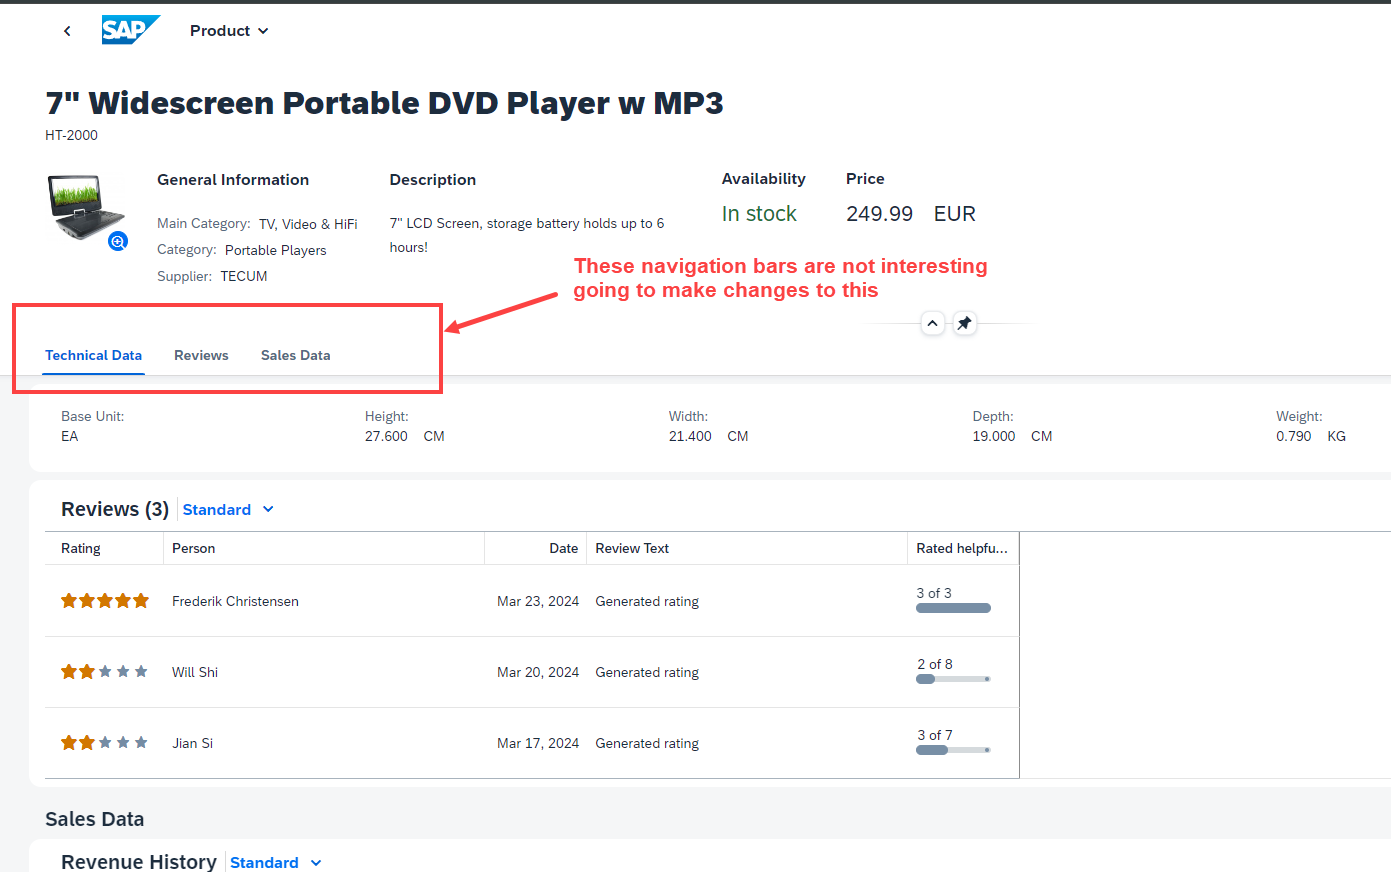 SAP Product
7" Widescreen Portable DVD Player w MP3
HT-2000
General Information
Main Category: TV, Video & HiFi
Category: Portable Players
Supplier: TECUM
Description
7" LCD Screen, storage battery holds up to 6
hours!
Availability
In stock
Price
249.99 EUR
These navigation bars are not interesting
going to make changes to this
Technical Data Reviews Sales Data
Base Unit: Height: Width: Depth: Weight:
EA 27.600 CM 21.400 CM 19.000 CM 0.790 KG
Reviews (3) Standard
Rating Person Date Review Text Rated helpfu...
Frederik Christensen Mar 23, 2024 Generated rating 3 of 3
Will Shi Mar 20, 2024 Generated rating 2 of 8
Jian Si Mar 17, 2024 Generated rating 3 of 7
Sales Data
Revenue History Standard